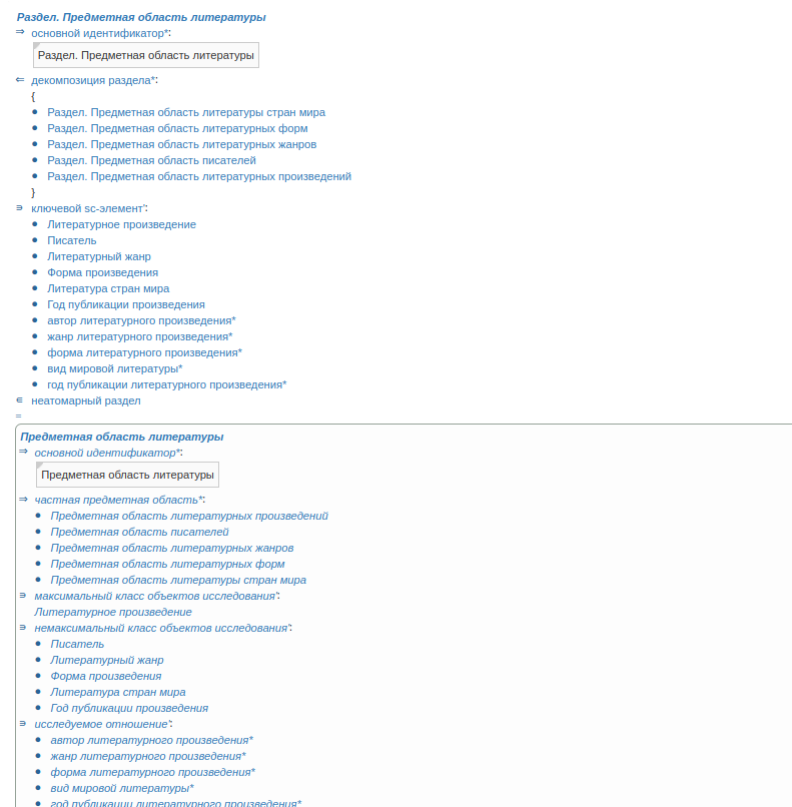 Раздел. Предметная область литературы
⇒ основной идентификатор*:
Раздел. Предметная область литературы
⇐ декомпозиция раздела*:
{
● Раздел. Предметная область литературы стран мира
● Раздел. Предметная область литературных форм
● Раздел. Предметная область литературных жанров
● Раздел. Предметная область писателей
● Раздел. Предметная область литературных произведений
}
∋ ключевой sc-элемент':
● Литературное произведение
● Писатель
● Литературный жанр
● Форма произведения
● Литература стран мира
● Год публикации произведения
● автор литературного произведения*
● жанр литературного произведения*
● форма литературного произведения*
● вид мировой литературы*
● год публикации литературного произведения*
∈ неатомарный раздел
=
Предметная область литературы
⇒ основной идентификатор*:
Предметная область литературы
⇒ частная предметная область*:
● Предметная область литературных произведений
● Предметная область писателей
● Предметная область литературных жанров
● Предметная область литературных форм
● Предметная область литературы стран мира
∋ максимальный класс объектов исследования':
Литературное произведение
∋ немаксимальный класс объектов исследования':
● Писатель
● Литературный жанр
● Форма произведения
● Литература стран мира
● Год публикации произведения
∋ исследуемое отношение':
● автор литературного произведения*
● жанр литературного произведения*
● форма литературного произведения*
● вид мировой литературы*
● год публикации литературного произведения*